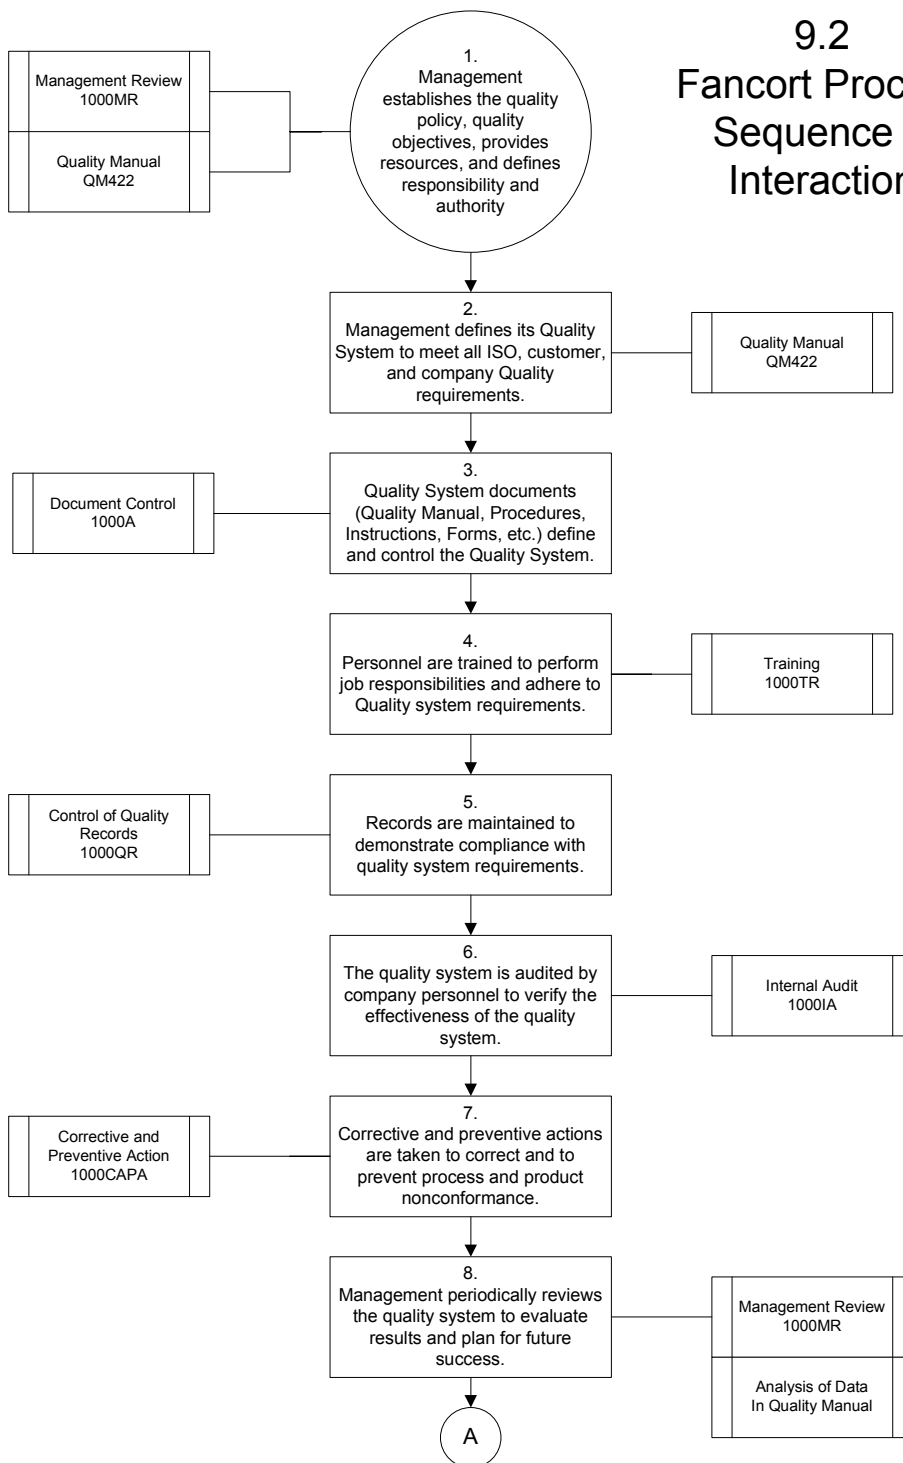 9.2
Fancort Proc
Sequence
Interaction
Management Review
1000MR
Quality Manual
QM422
1.
Management
establishes the quality
policy, quality
objectives, provides
resources, and defines
responsibility and
authority
2.
Management defines its Quality
System to meet all ISO, customer,
and company Quality
requirements.
Quality Manual
QM422
Document Control
1000A
3.
Quality System documents
(Quality Manual, Procedures,
Instructions, Forms, etc.) define
and control the Quality System.
4.
Personnel are trained to perform
job responsibilities and adhere to
Quality system requirements.
Training
1000TR
Control of Quality
Records
1000QR
5.
Records are maintained to
demonstrate compliance with
quality system requirements.
6.
The quality system is audited by
company personnel to verify the
effectiveness of the quality
system.
Internal Audit
1000IA
Corrective and
Preventive Action
1000CAPA
7.
Corrective and preventive actions
are taken to correct and to
prevent process and product
nonconformance.
8.
Management periodically reviews
the quality system to evaluate
results and plan for future
success.
Management Review
1000MR
Analysis of Data
In Quality Manual
A